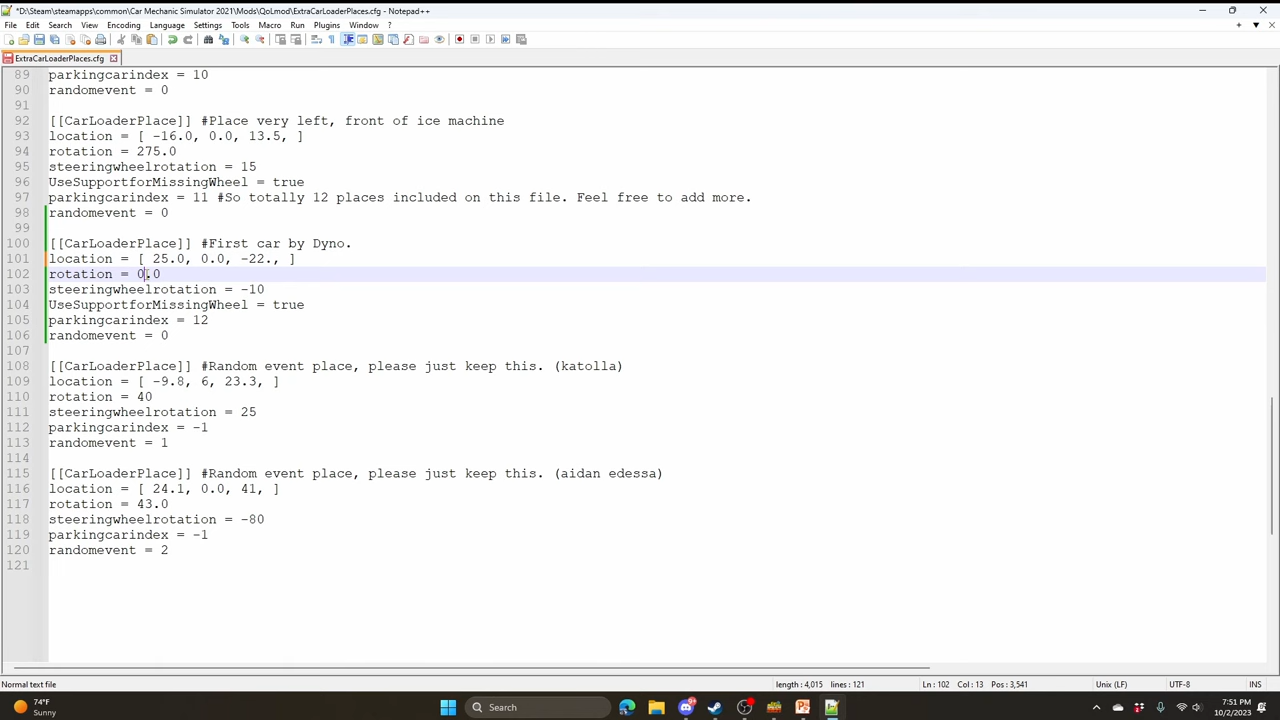 *D:\Steam\steamapps\common\Car Mechanic Simulator 2021\Mods\QoLmod\ExtraCarLoaderPlaces.cfg - Notepad++
File Edit Search View Encoding Language Settings Tools Macro Run Plugins Window ?
ExtraCarLoaderPlaces.cfg
89 parkingcarindex = 10
90 randomevent = 0
91
92 [[CarLoaderPlace]] #Place very left, front of ice machine
93 location = [ -16.0, 0.0, 13.5, ]
94 rotation = 275.0
95 steeringwheelrotation = 15
96 UseSupportforMissingWheel = true
97 parkingcarindex = 11 #So totally 12 places included on this file. Feel free to add more.
98 randomevent = 0
99
100 [[CarLoaderPlace]] #First car by Dyno.
101 location = [ 25.0, 0.0, -22., ]
102 rotation = 0.0
103 steeringwheelrotation = -10
104 UseSupportforMissingWheel = true
105 parkingcarindex = 12
106 randomevent = 0
107
108 [[CarLoaderPlace]] #Random event place, please just keep this. (katolla)
109 location = [ -9.8, 6, 23.3, ]
110 rotation = 40
111 steeringwheelrotation = 25
112 parkingcarindex = -1
113 randomevent = 1
114
115 [[CarLoaderPlace]] #Random event place, please just keep this. (aidan edessa)
116 location = [ 24.1, 0.0, 41, ]
117 rotation = 43.0
118 steeringwheelrotation = -80
119 parkingcarindex = -1
120 randomevent = 2
121
Normal text file length : 4,015 lines : 121 Ln : 102 Col : 13 Pos : 3,541 Unix (LF) UTF-8 INS
74°F
Sunny
Search
7:51 PM
10/2/2023